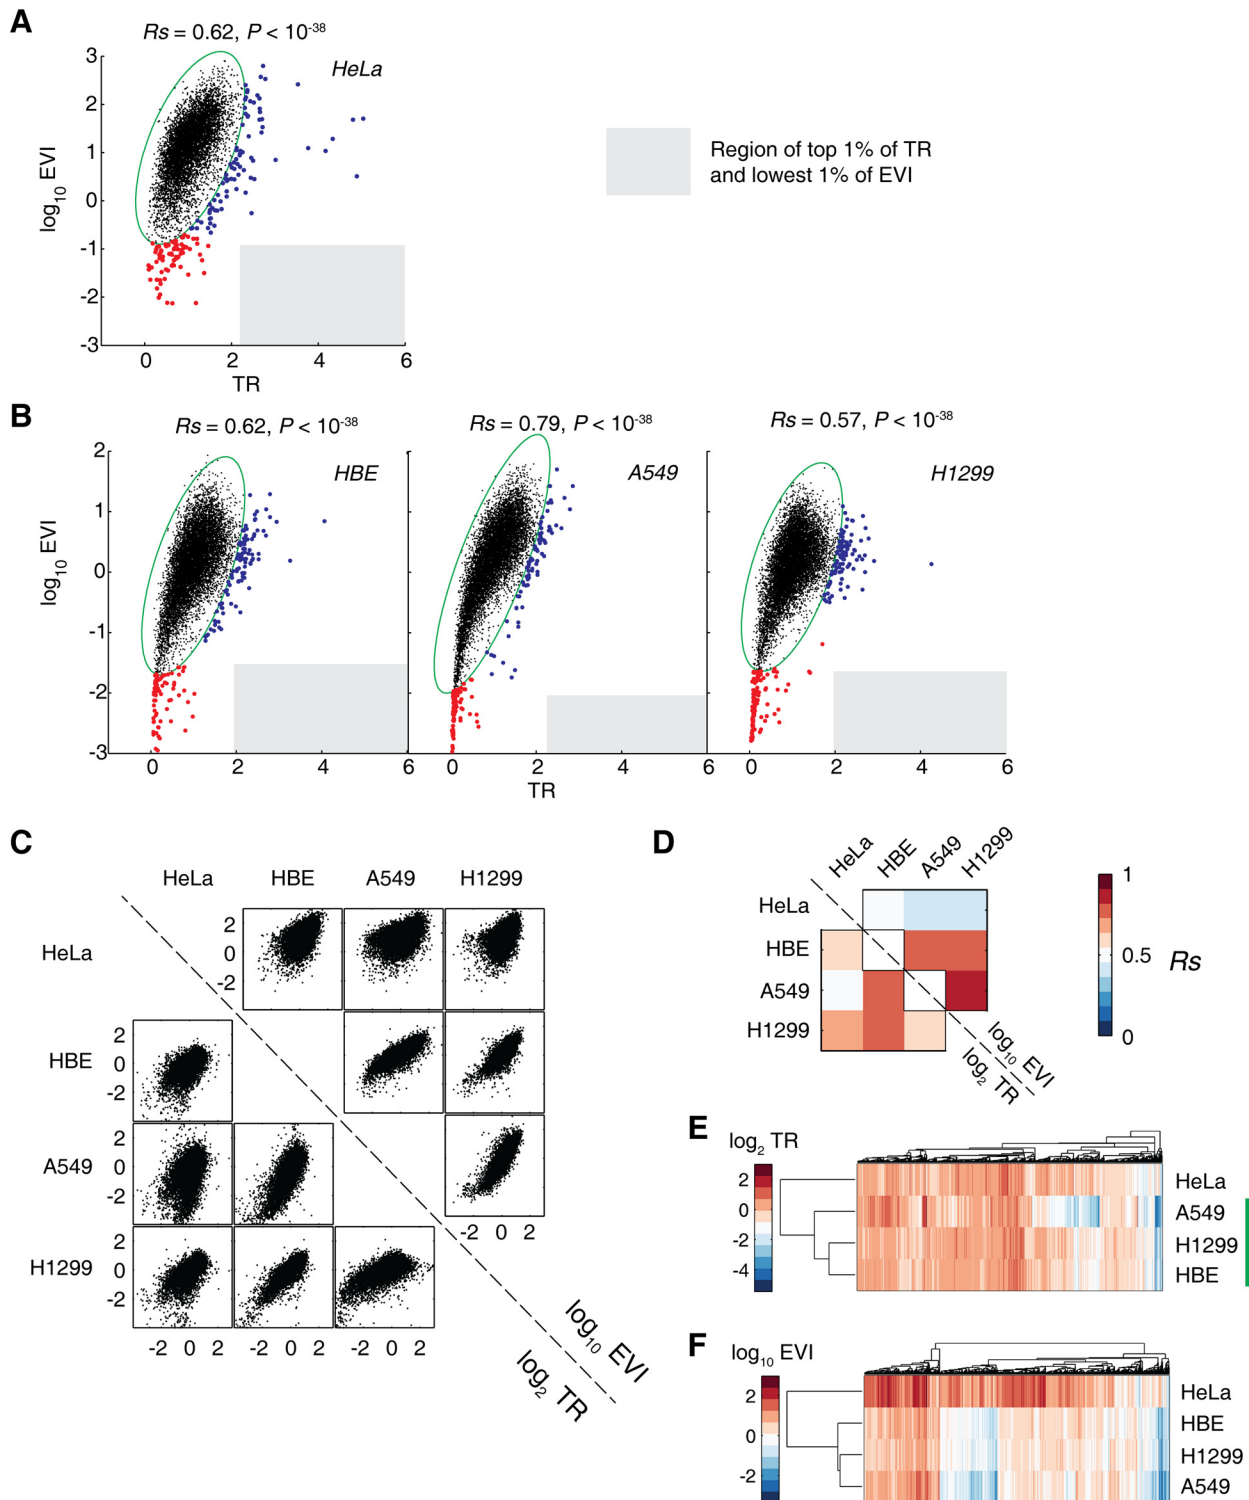 A
Rs = 0.62, P < 10⁻³⁸
HeLa
3
2
1
0
-1
-2
-3
log₁₀ EVI
0 2 4 6
TR
Region of top 1% of TR
and lowest 1% of EVI
B
Rs = 0.62, P < 10⁻³⁸
Rs = 0.79, P < 10⁻³⁸
Rs = 0.57, P < 10⁻³⁸
HBE
A549
H1299
2
1
0
-1
-2
-3
log₁₀ EVI
0 2 4 6
0 2 4 6
0 2 4 6
TR
C
HeLa HBE A549 H1299
HeLa
2
0
-2
HBE
2
0
-2
A549
2
0
-2
-2 0 2
H1299
2
0
-2
-2 0 2
-2 0 2
log₁₀ EVI
log₂ TR
D
HeLa HBE A549 H1299
HeLa
HBE
A549
H1299
log₁₀ EVI
log₂ TR
1
0.5
0
Rs
E
log₂ TR
2
0
-2
-4
HeLa
A549
H1299
HBE
F
log₁₀ EVI
2
0
-2
HeLa
HBE
H1299
A549